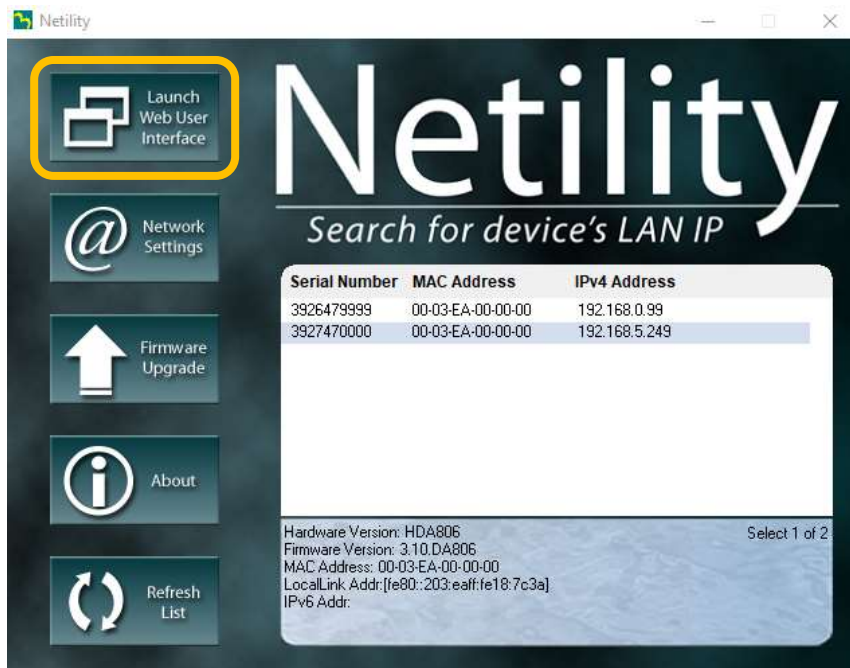 Netility
Launch
Web User
Interface
Network
Settings
Firmware
Upgrade
About
Refresh
List
Netility
Search for device's LAN IP
Serial Number MAC Address IPv4 Address
3926479999 00-03-EA-00-00-00 192.168.0.99
3927470000 00-03-EA-00-00-00 192.168.5.249
Hardware Version: HDA806 Select 1 of 2
Firmware Version: 3.10.DA806
MAC Address: 00-03-EA-00-00-00
LocalLink Addr:[fe80::203:eaff:fe18:7c3a]
IPv6 Addr: